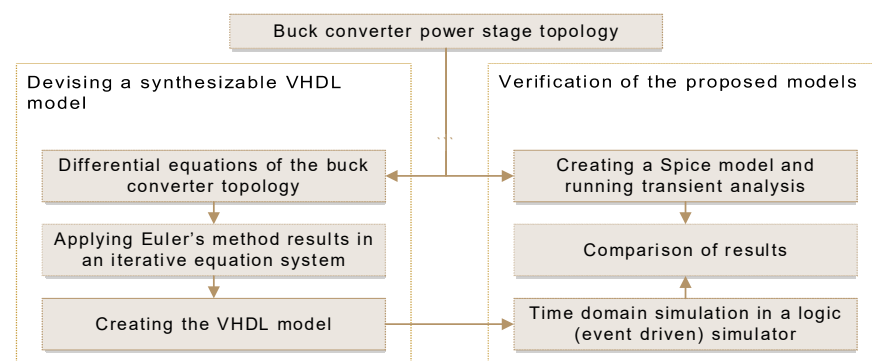 Buck converter power stage topology
Devising a synthesizable VHDL
model
Differential equations of the buck
converter topology
Applying Euler’s method results in
an iterative equation system
Creating the VHDL model
Verification of the proposed models
...
Creating a Spice model and
running transient analysis
Comparison of results
Time domain simulation in a logic
(event driven) simulator